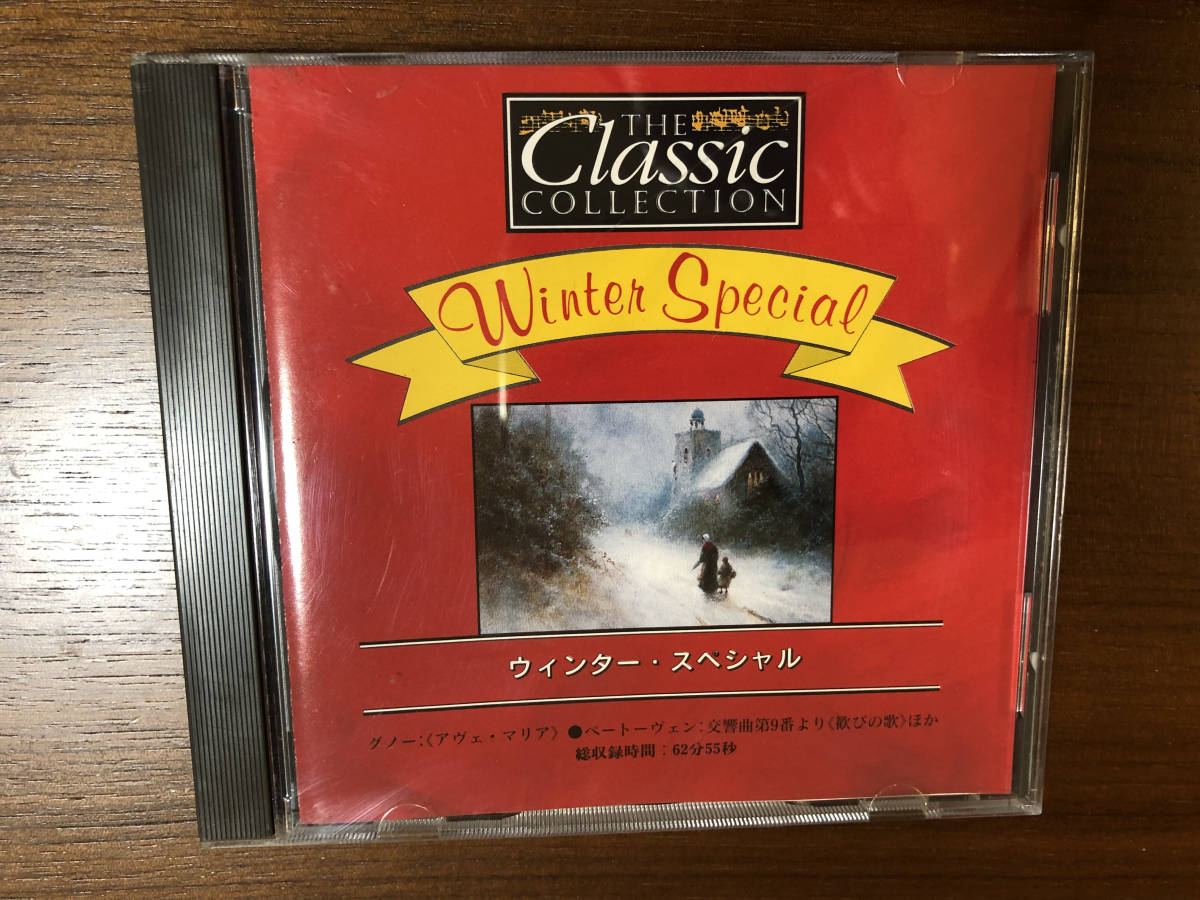 THE
Classic
COLLECTION
Winter Special
ウィンター・スペシャル
グノー:《アヴェ・マリア》●ベートーヴェン:交響曲第9番より《歓びの歌》ほか
総収録時間:62分55秒